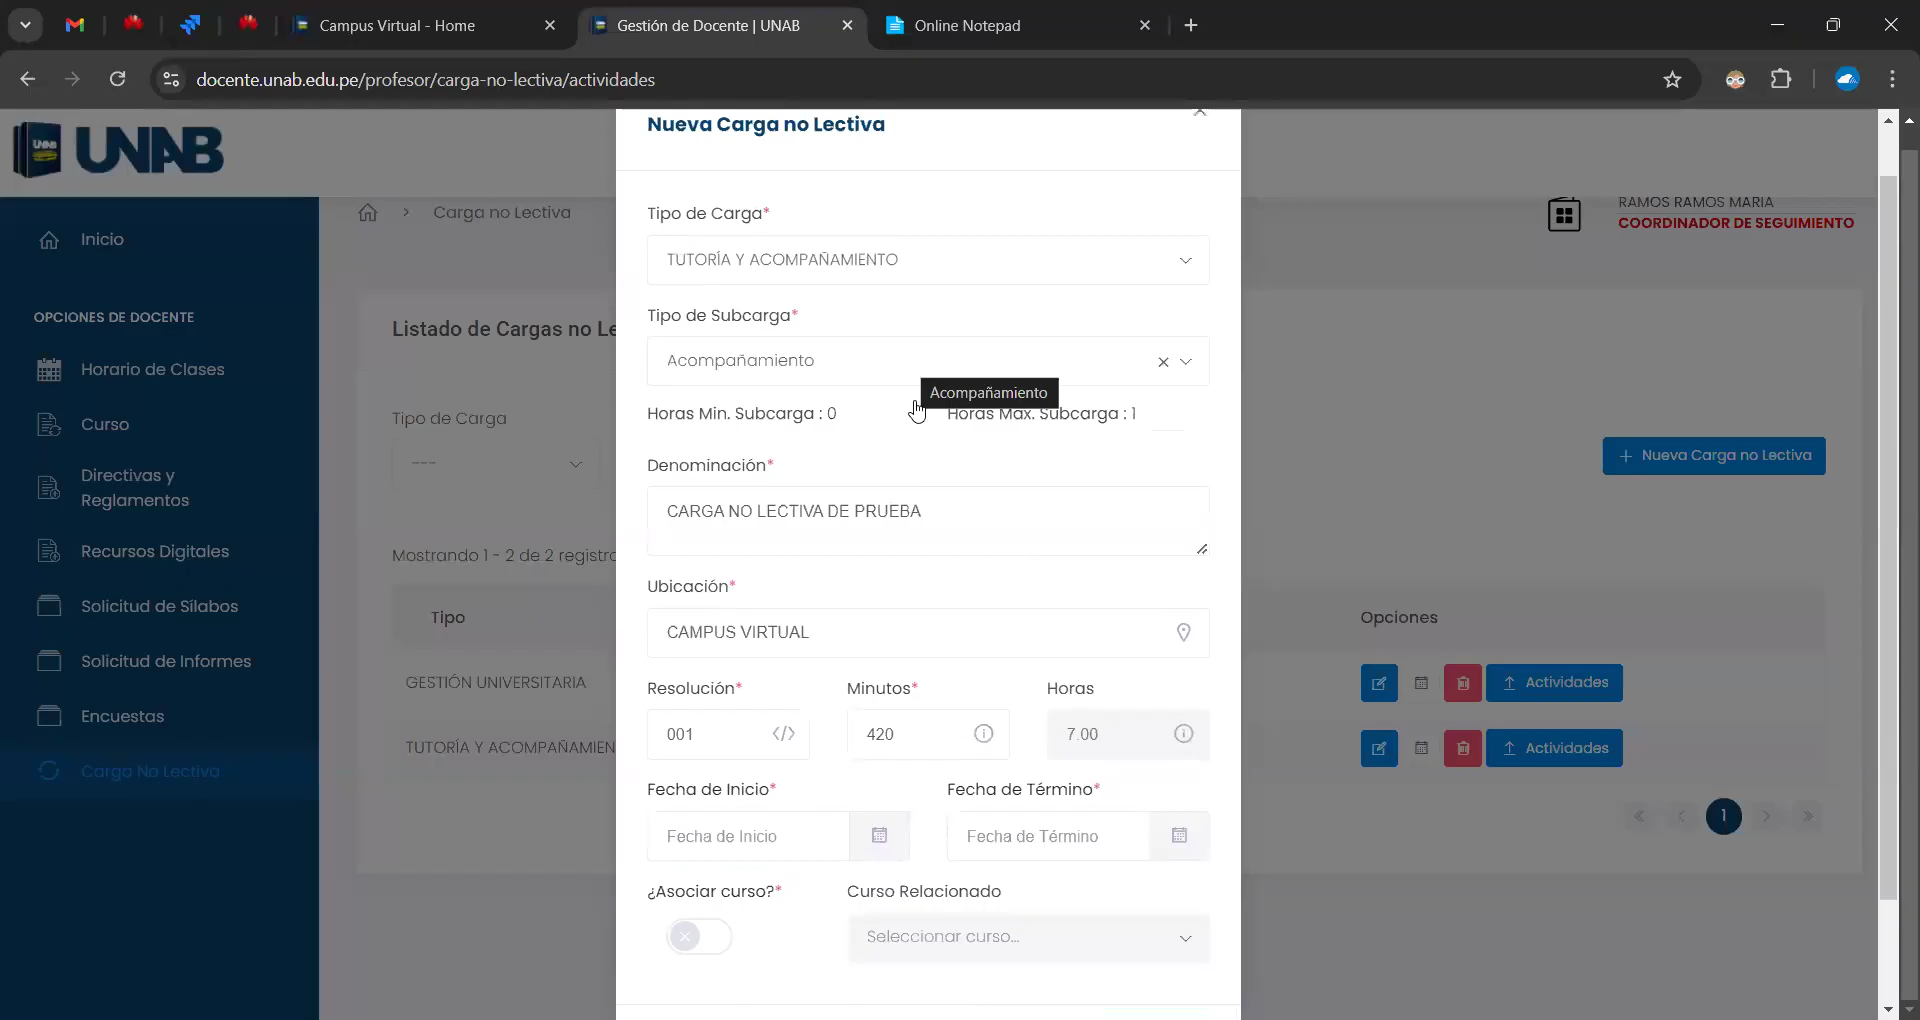 Campus Virtual - Home
Gestión de Docente | UNAB
Online Notepad
docente.unab.edu.pe/profesor/carga-no-lectiva/actividades
UNAB
Carga no Lectiva
RAMOS RAMOS MARIA
COORDINADOR DE SEGUIMIENTO
Inicio
OPCIONES DE DOCENTE
Horario de Clases
Curso
Directivas y
Reglamentos
Recursos Digitales
Solicitud de Sílabos
Solicitud de Informes
Encuestas
Carga No Lectiva
Listado de Cargas no Le
Tipo de Carga
---
Nueva Carga no Lectiva
Mostrando 1 - 2 de 2 registro
Tipo
Opciones
GESTIÓN UNIVERSITARIA
Actividades
TUTORÍA Y ACOMPAÑAMIEN
Actividades
1
Nueva Carga no Lectiva
Tipo de Carga*
TUTORÍA Y ACOMPAÑAMIENTO
Tipo de Subcarga*
Acompañamiento
Acompañamiento
Horas Min. Subcarga : 0
Horas Max. Subcarga : 1
Denominación*
CARGA NO LECTIVA DE PRUEBA
Ubicación*
CAMPUS VIRTUAL
Resolución* Minutos* Horas
001 420 7.00
Fecha de Inicio* Fecha de Término*
Fecha de Inicio Fecha de Término
¿Asociar curso?* Curso Relacionado
Seleccionar curso...